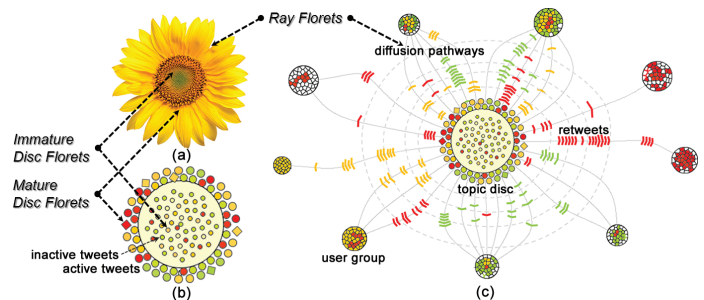 Ray Florets
diffusion pathways
Immature
Disc Florets
(a)
retweets
Mature
Disc Florets
topic disc
inactive tweets
active tweets
user group
(b)
(c)